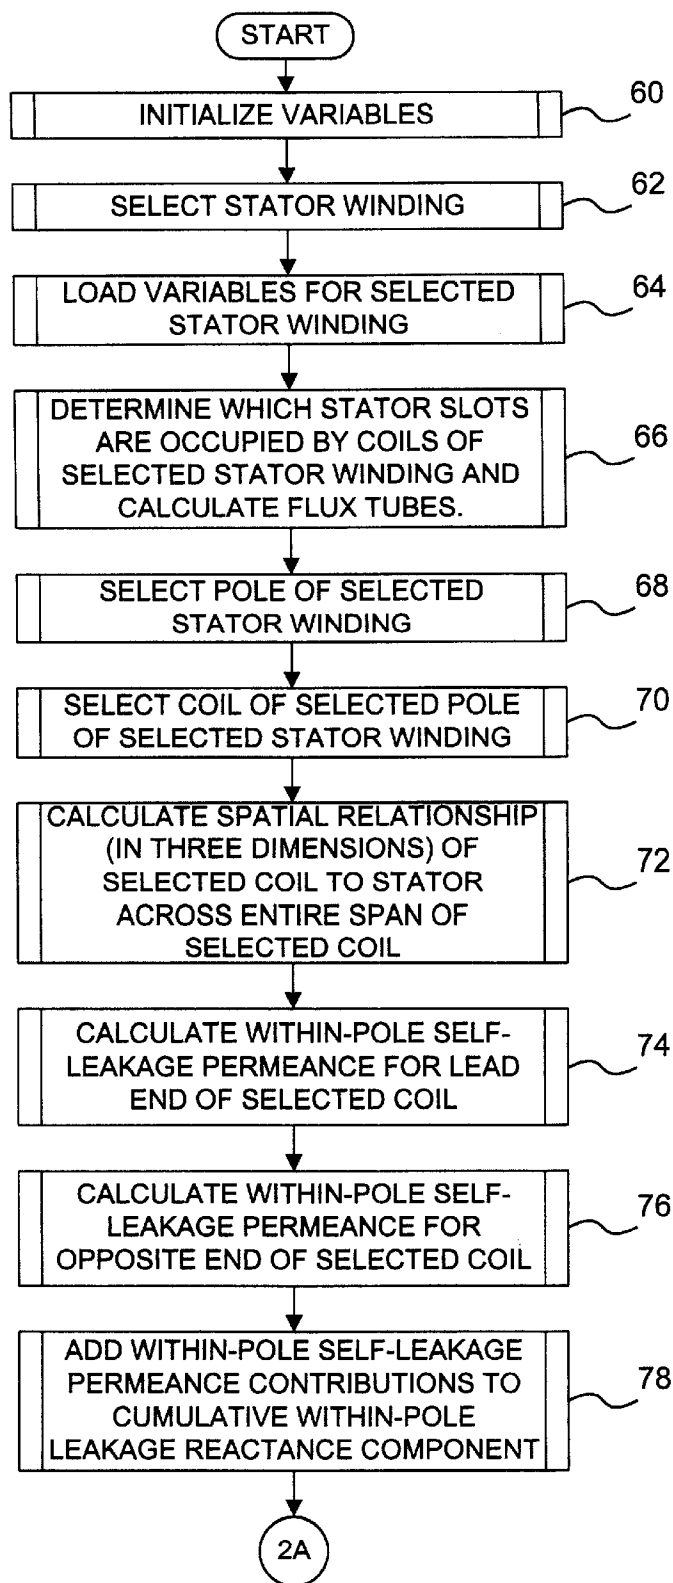 START
INITIALIZE VARIABLES
60
SELECT STATOR WINDING
62
LOAD VARIABLES FOR SELECTED
STATOR WINDING
64
DETERMINE WHICH STATOR SLOTS
ARE OCCUPIED BY COILS OF
SELECTED STATOR WINDING AND
CALCULATE FLUX TUBES.
66
SELECT POLE OF SELECTED
STATOR WINDING
68
SELECT COIL OF SELECTED POLE
OF SELECTED STATOR WINDING
70
CALCULATE SPATIAL RELATIONSHIP
(IN THREE DIMENSIONS) OF
SELECTED COIL TO STATOR
ACROSS ENTIRE SPAN OF
SELECTED COIL
72
CALCULATE WITHIN-POLE SELF-
LEAKAGE PERMEANCE FOR LEAD
END OF SELECTED COIL
74
CALCULATE WITHIN-POLE SELF-
LEAKAGE PERMEANCE FOR
OPPOSITE END OF SELECTED COIL
76
ADD WITHIN-POLE SELF-LEAKAGE
PERMEANCE CONTRIBUTIONS TO
CUMULATIVE WITHIN-POLE
LEAKAGE REACTANCE COMPONENT
78
2A